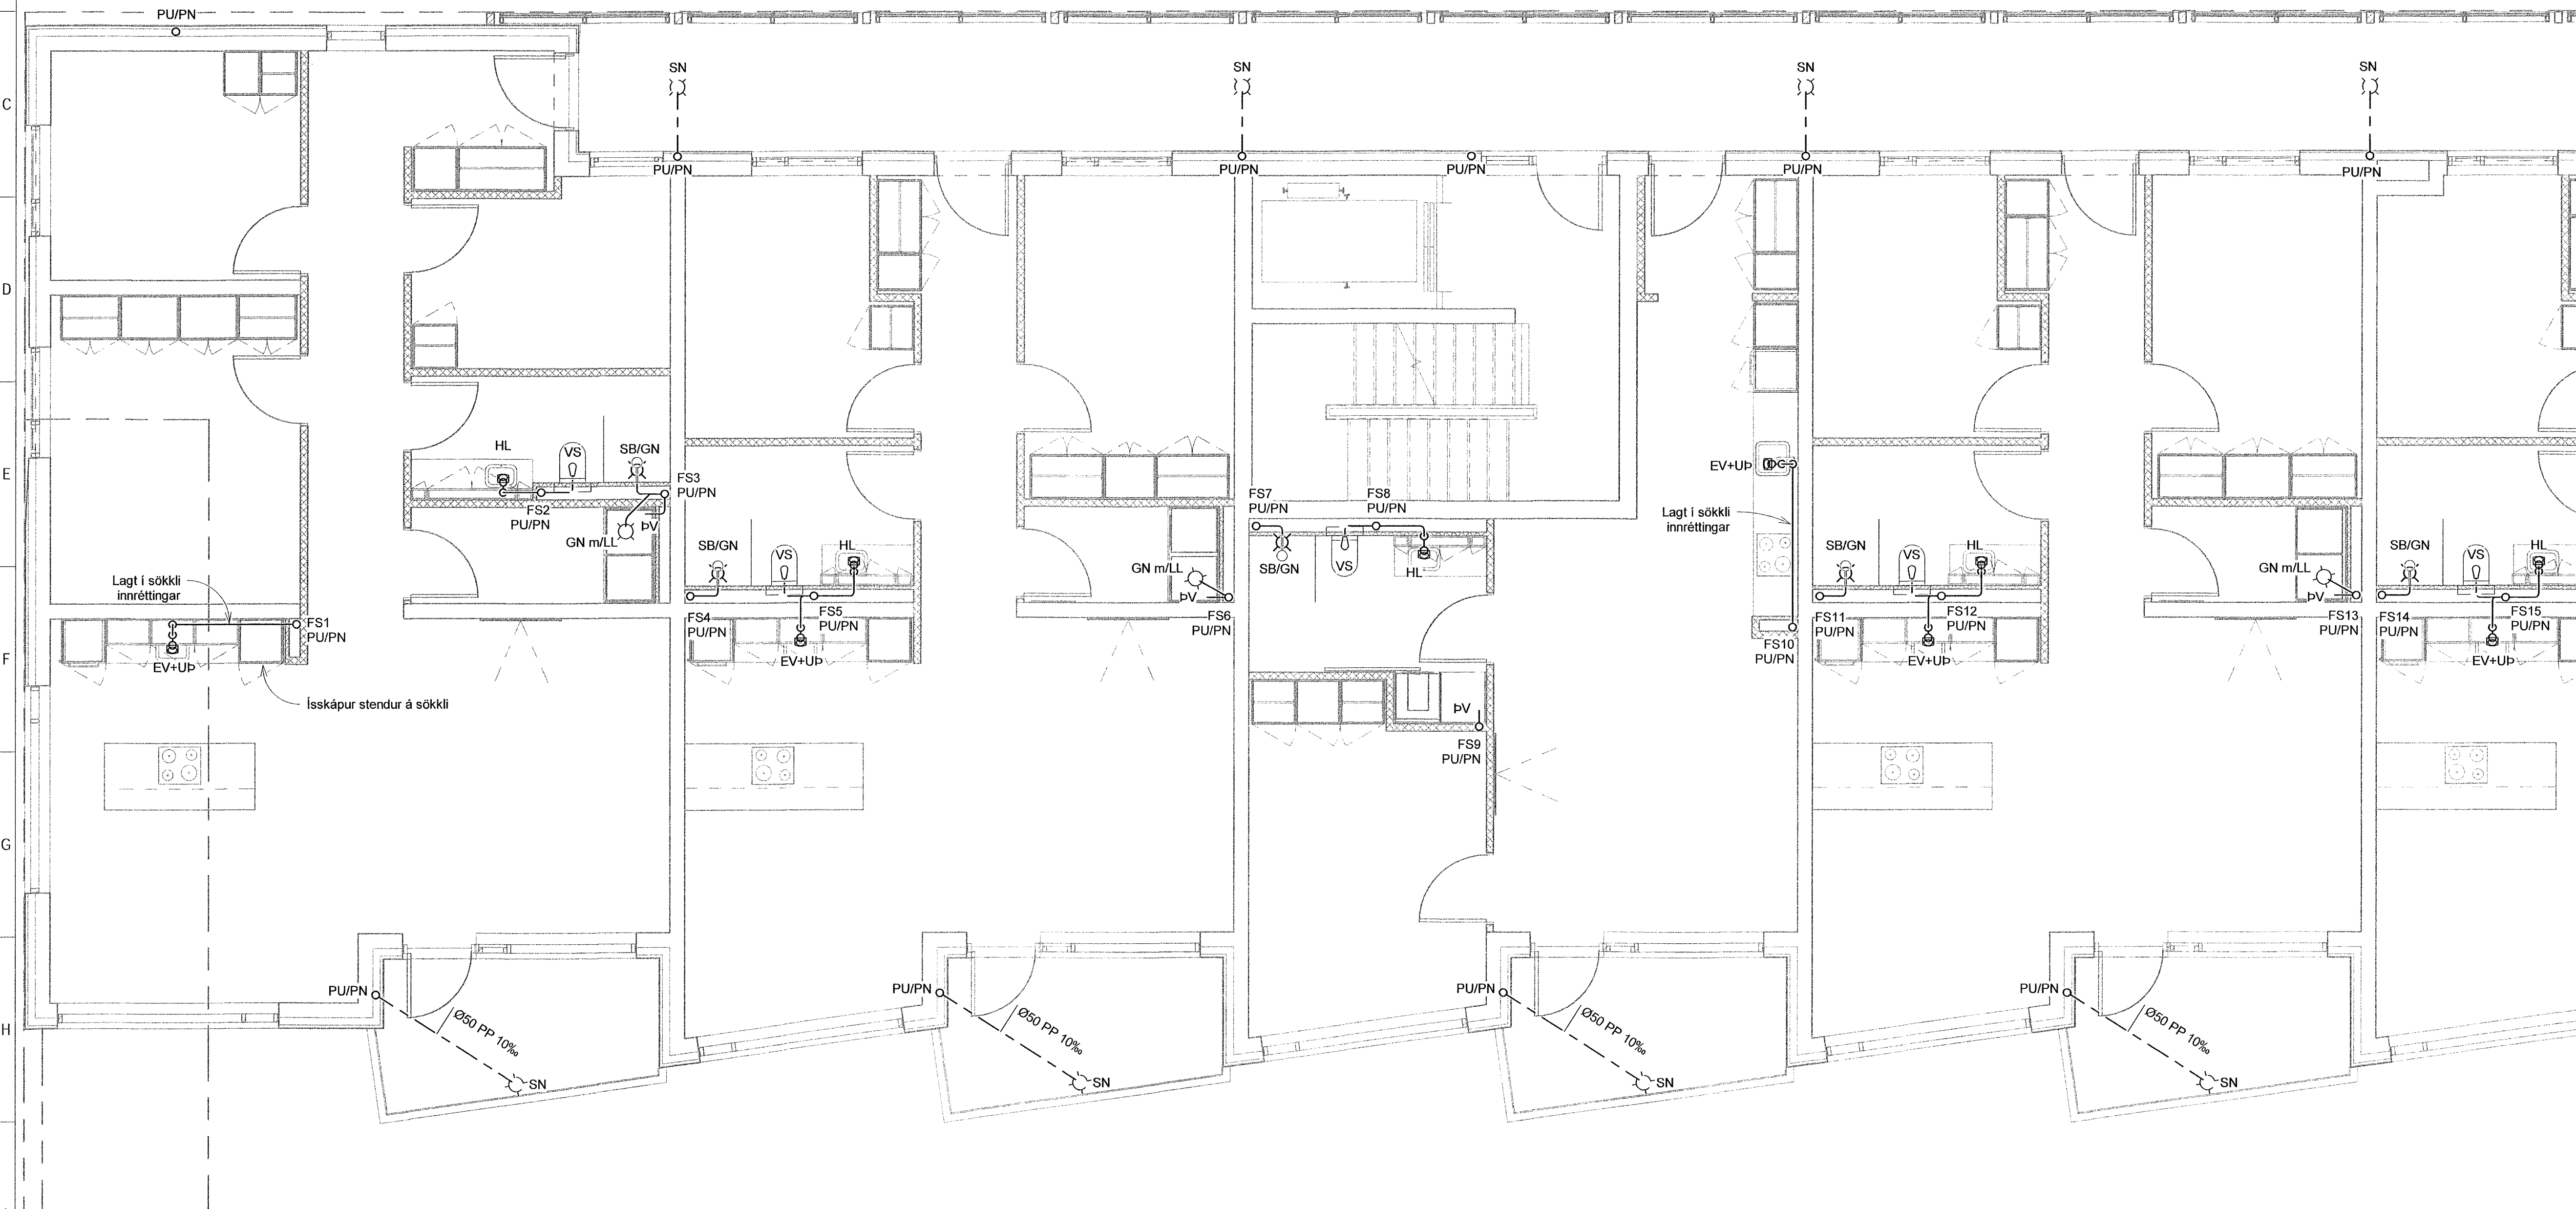 PU/PN
SN
SN
SN
SN
C
PU/PN
PU/PN
PU/PN
PU/PN
PU/PN
D
E
HL
VS
SB/GN
FS2
PU/PN
FS3
PU/PN
ÞV
GN m/LL
SB/GN
VS
HL
GN m/LL
ÞV
FS7
PU/PN
FS8
PU/PN
SB/GN
VS
HL
EV+UÞ
Lagt í sökkli
innréttingar
SB/GN
VS
HL
GN m/LL
ÞV
SB/GN
VS
HL
Lagt í sökkli
innréttingar
F
FS1
PU/PN
EV+UÞ
Ísskápur stendur á sökkli
FS4
PU/PN
FS5
PU/PN
EV+UÞ
FS6
PU/PN
FS10
PU/PN
FS11
PU/PN
FS12
PU/PN
EV+UÞ
FS13
PU/PN
FS14
PU/PN
FS15
PU/PN
EV+UÞ
ÞV
FS9
PU/PN
G
H
PU/PN
Ø50 PP 10‰
SN
PU/PN
Ø50 PP 10‰
SN
PU/PN
Ø50 PP 10‰
SN
PU/PN
Ø50 PP 10‰
SN